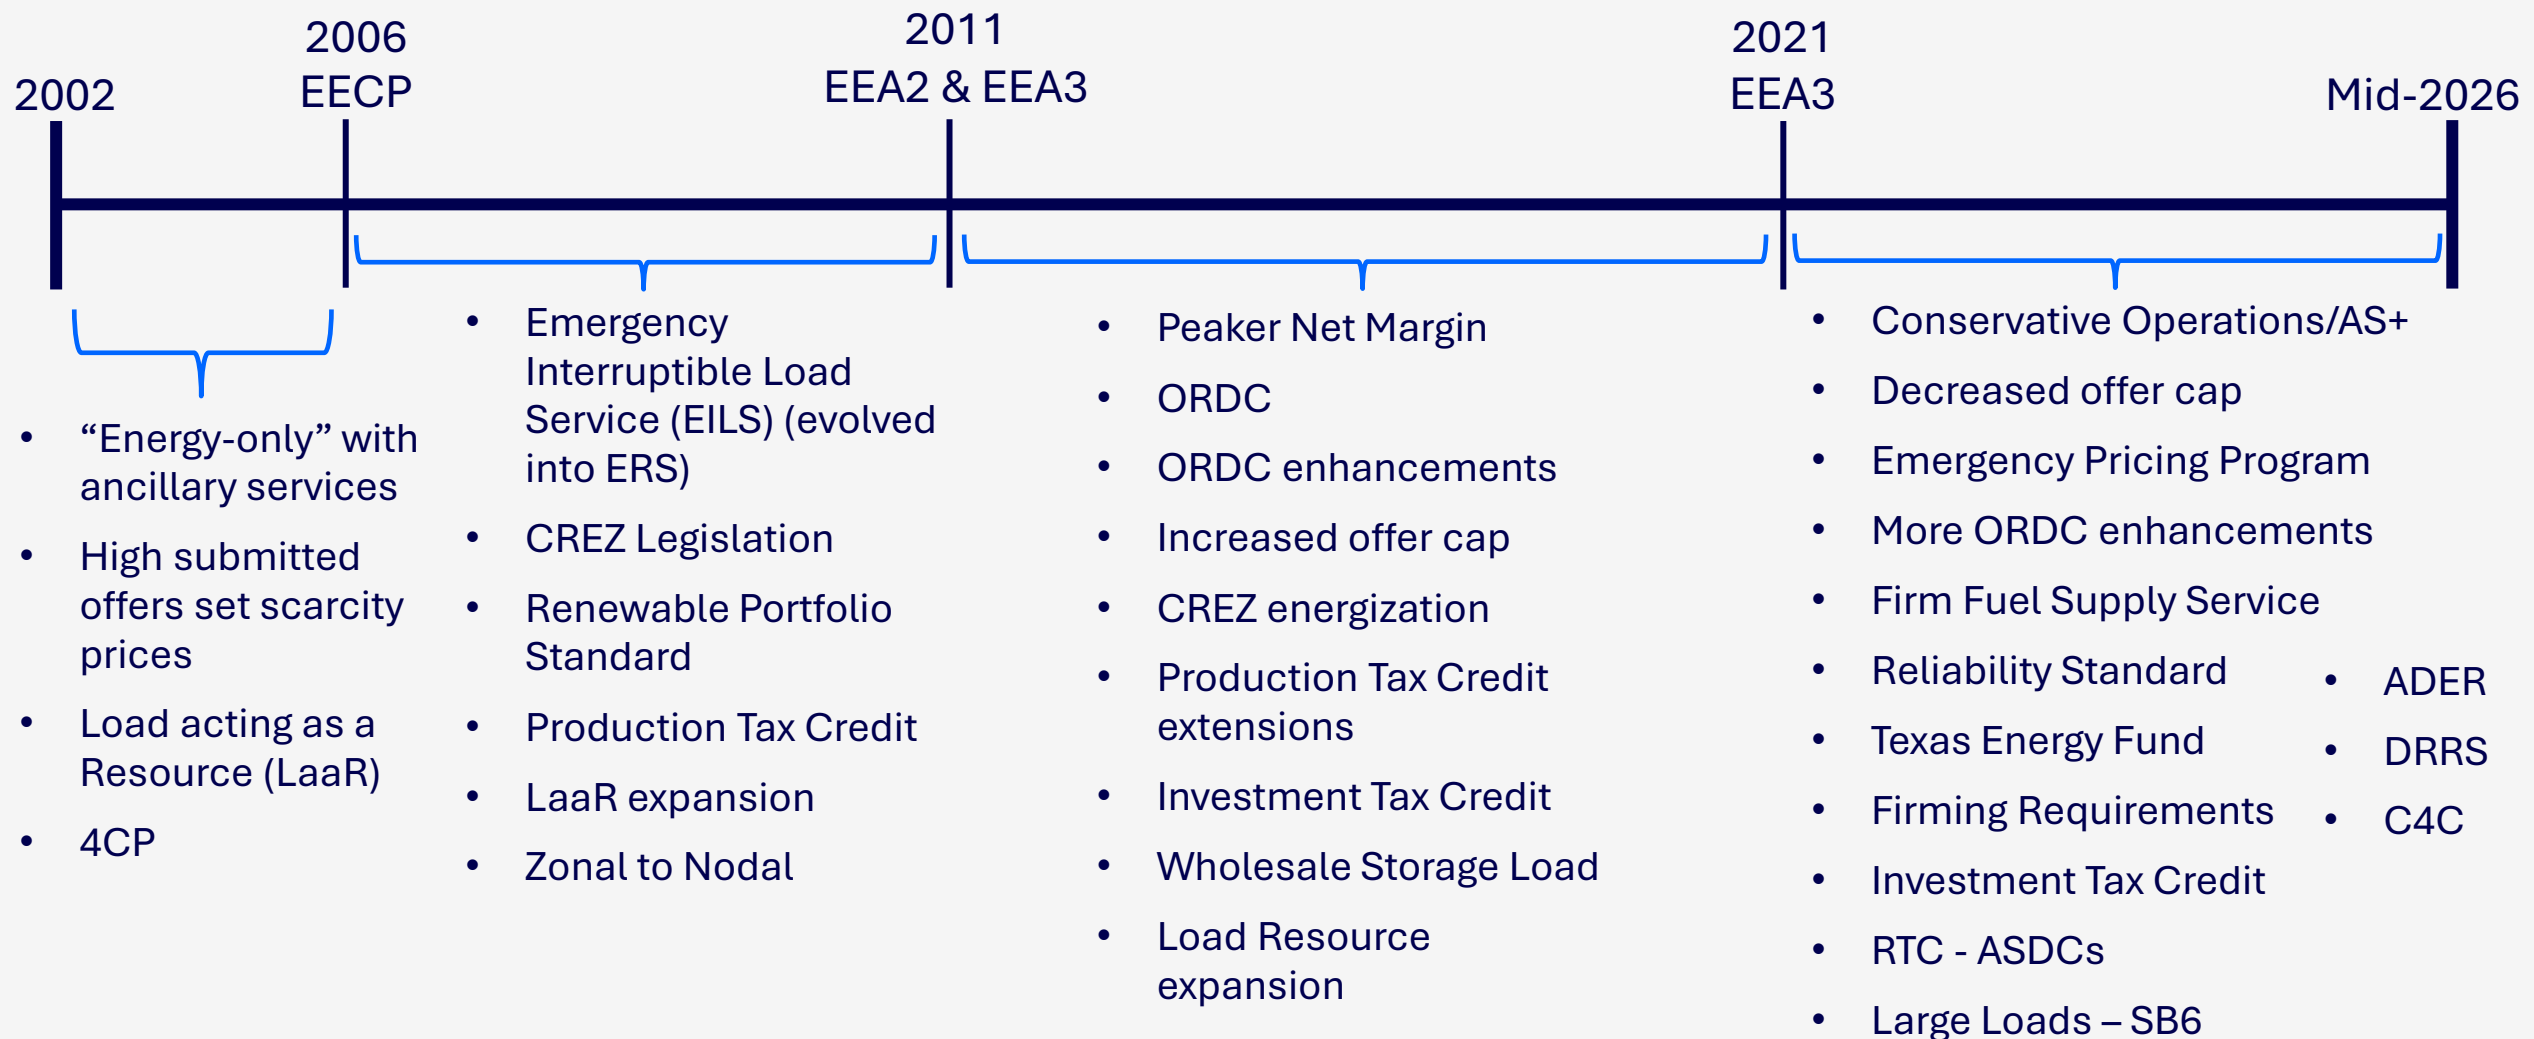 2002
2006
EECP
2011
EEA2 & EEA3
2021
EEA3
Mid-2026
• “Energy-only” with
ancillary services
• High submitted
offers set scarcity
prices
• Load acting as a
Resource (LaaR)
• 4CP
• Emergency
Interruptible Load
Service (EILS) (evolved
into ERS)
• CREZ Legislation
• Renewable Portfolio
Standard
• Production Tax Credit
• LaaR expansion
• Zonal to Nodal
• Peaker Net Margin
• ORDC
• ORDC enhancements
• Increased offer cap
• CREZ energization
• Production Tax Credit
extensions
• Investment Tax Credit
• Wholesale Storage Load
• Load Resource
expansion
• Conservative Operations/AS+
• Decreased offer cap
• Emergency Pricing Program
• More ORDC enhancements
• Firm Fuel Supply Service
• Reliability Standard
• Texas Energy Fund
• Firming Requirements
• Investment Tax Credit
• RTC - ASDCs
• Large Loads – SB6
• ADER
• DRRS
• C4C